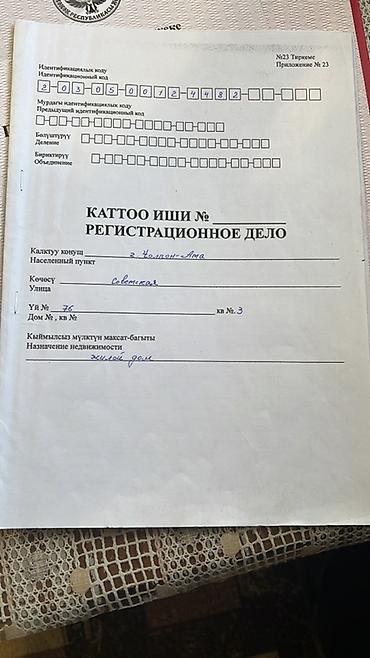 №23 Тиркеме
Приложение № 23
Идентификациялык коду
Идентификационный код
2-03-05-0012-4482-
Мурдагы идентификациялык коду
Предыдущий идентификационный код
Бөлүштүрүү
Деление
Бириктирүү
Объединение
КАТТОО ИШИ №
РЕГИСТРАЦИОННОЕ ДЕЛО
Калктуу конуш г Чолпон-Ата
Населенный пункт
Көчөсү Советская
Улица
Үй № 76 кв №.3
Дом № , кв №
Кыймылсыз мүлктүн максат-багыты
Назначение недвижимости
жилой дом